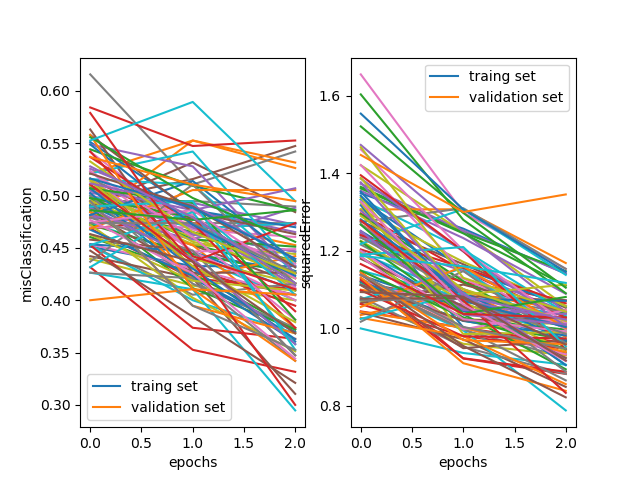 0.60
0.55
0.50
0.45
0.40
0.35
0.30
misClassification
0.0
0.5
1.0
1.5
2.0
epochs
traing set
validation set
1.6
1.4
1.2
1.0
0.8
squaredError
0.0
0.5
1.0
1.5
2.0
epochs
traing set
validation set